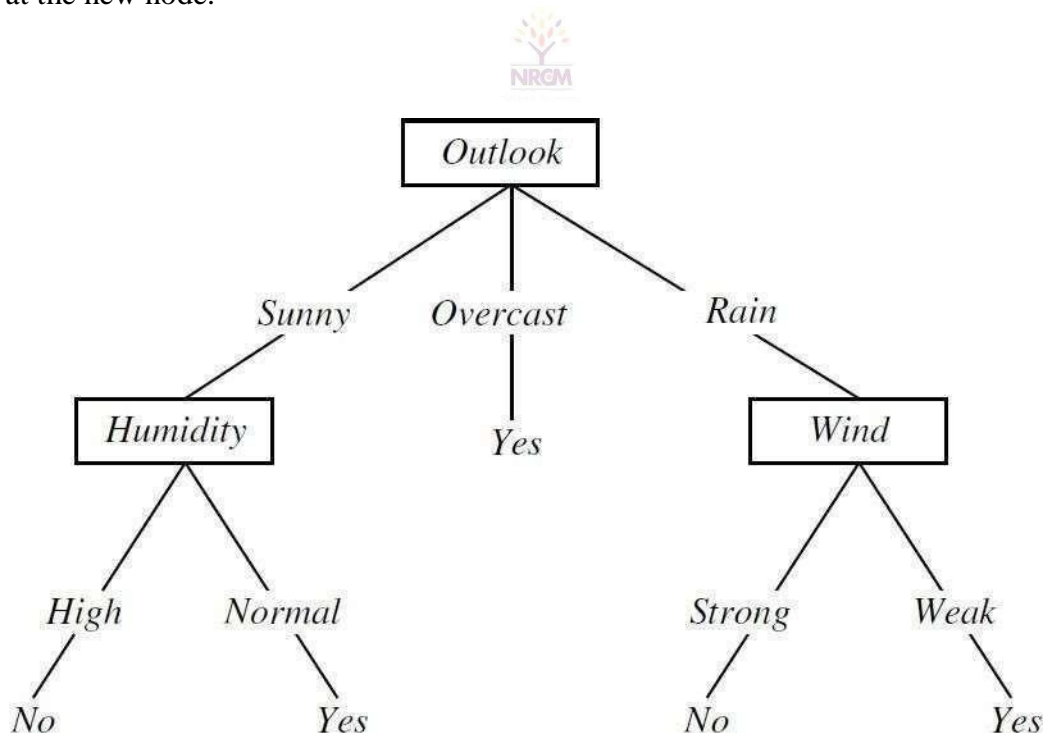 at the new node.
NRCM
Outlook
Sunny Overcast Rain
Humidity Yes Wind
High Normal Strong Weak
No Yes No Yes